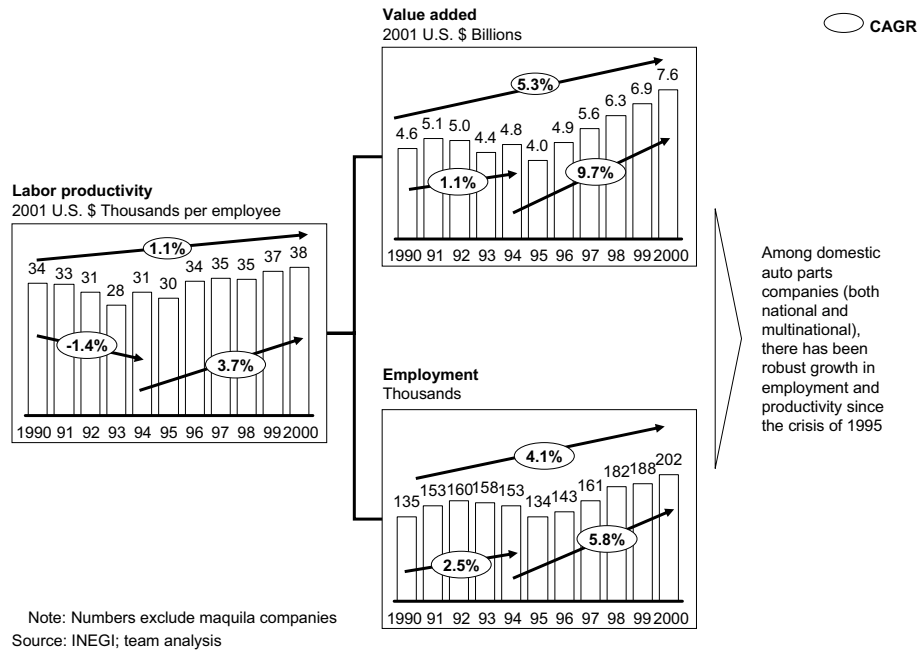 Value added
2001 U.S. $ Billions
CAGR
5.3%
4.6 5.1 5.0 4.4 4.8 4.0 4.9 5.6 6.3 6.9 7.6
1.1%
9.7%
1990 91 92 93 94 95 96 97 98 99 2000
Labor productivity
2001 U.S. $ Thousands per employee
1.1%
34 33 31 28 31 30 34 35 35 37 38
-1.4%
3.7%
1990 91 92 93 94 95 96 97 98 99 2000
Employment
Thousands
4.1%
135 153 160 158 153 134 143 161 182 188 202
2.5%
5.8%
1990 91 92 93 94 95 96 97 98 99 2000
Among domestic
auto parts
companies (both
national and
multinational),
there has been
robust growth in
employment and
productivity since
the crisis of 1995
Note: Numbers exclude maquila companies
Source: INEGI; team analysis